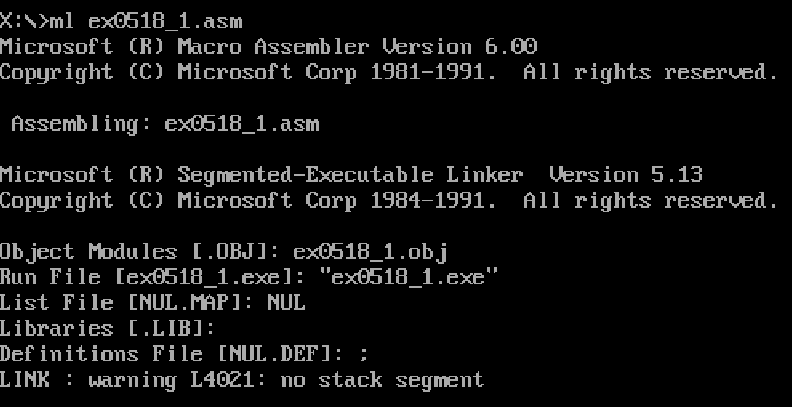 X:\>ml ex0518_1.asm
Microsoft (R) Macro Assembler Version 6.00
Copyright (C) Microsoft Corp 1981-1991.  All rights reserved.
Assembling: ex0518_1.asm
Microsoft (R) Segmented-Executable Linker  Version 5.13
Copyright (C) Microsoft Corp 1984-1991.  All rights reserved.
Object Modules [.OBJ]: ex0518_1.obj
Run File [ex0518_1.exe]: "ex0518_1.exe"
List File [NUL.MAP]: NUL
Libraries [.LIB]:
Definitions File [NUL.DEF]: ;
LINK : warning L4021: no stack segment